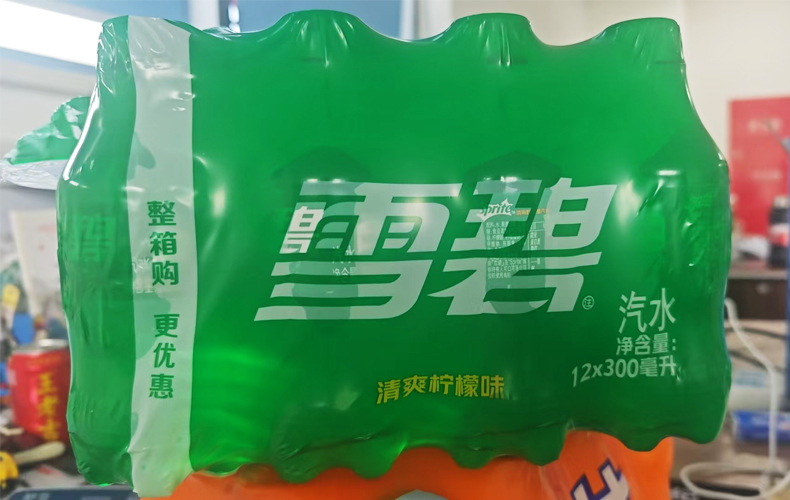 整箱购 更优惠
雪碧
汽水
净含量:
12x300毫升
清爽柠檬味